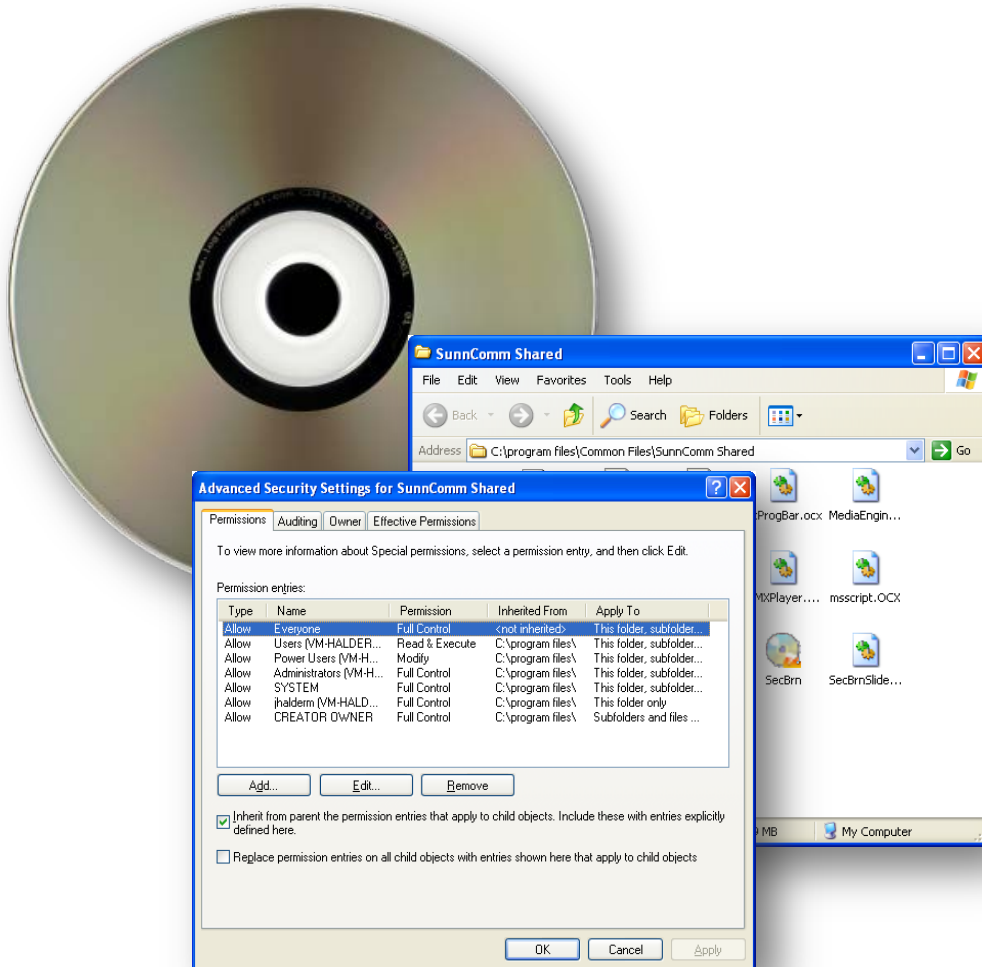 www.logicgeneral.com
SunnComm Shared
File Edit View Favorites Tools Help
Back Search Folders
Address C:\program files\Common Files\SunnComm Shared Go
ProgBar.ocx MediaEngin...
MXPlayer.... msscript.OCX
SecBrn SecBrnSlide...
MB My Computer
Advanced Security Settings for SunnComm Shared
Permissions Auditing Owner Effective Permissions
To view more information about Special permissions, select a permission entry, and then click Edit.
Permission entries:
Type Name Permission Inherited From Apply To
Allow Everyone Full Control <not inherited> This folder, subfolder...
Allow Users (VM-HALDER... Read & Execute C:\program files\ This folder, subfolder...
Allow Power Users (VM-H... Modify C:\program files\ This folder, subfolder...
Allow Administrators (VM-H... Full Control C:\program files\ This folder, subfolder...
Allow SYSTEM Full Control C:\program files\ This folder, subfolder...
Allow jhalderm (VM-HALD... Full Control C:\program files\ This folder only
Allow CREATOR OWNER Full Control C:\program files\ Subfolders and files ...
Add... Edit... Remove
Inherit from parent the permission entries that apply to child objects. Include these with entries explicitly
defined here.
Replace permission entries on all child objects with entries shown here that apply to child objects
OK Cancel Apply